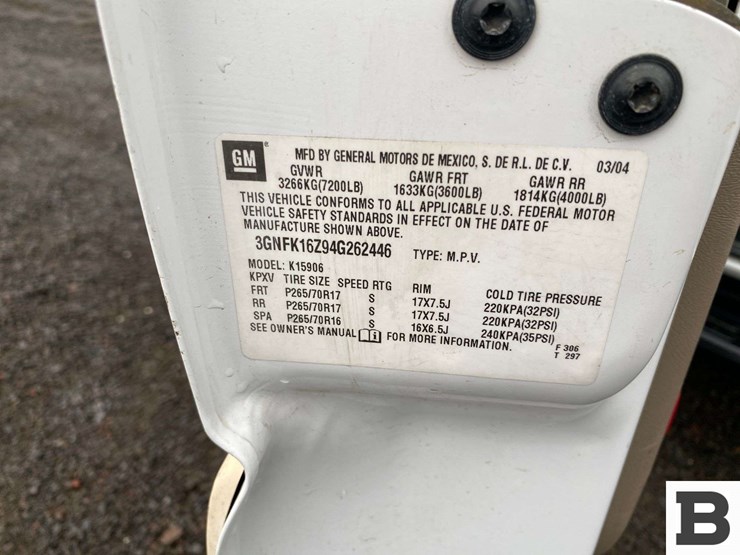 GM MFD BY GENERAL MOTORS DE MEXICO, S. DE R.L. DE C.V. 03/04
GVWR GAWR FRT GAWR RR
3266KG(7200LB) 1633KG(3600LB) 1814KG(4000LB)
THIS VEHICLE CONFORMS TO ALL APPLICABLE U.S. FEDERAL MOTOR
VEHICLE SAFETY STANDARDS IN EFFECT ON THE DATE OF
MANUFACTURE SHOWN ABOVE.
3GNFK16Z94G262446 TYPE: M.P.V.
MODEL: K15906
KPXV TIRE SIZE SPEED RTG RIM COLD TIRE PRESSURE
FRT P265/70R17 S 17X7.5J 220KPA(32PSI)
RR P265/70R17 S 17X7.5J 220KPA(32PSI)
SPA P265/70R16 S 16X6.5J 240KPA(35PSI)
SEE OWNER'S MANUAL FOR MORE INFORMATION.
F 306
T 297
B